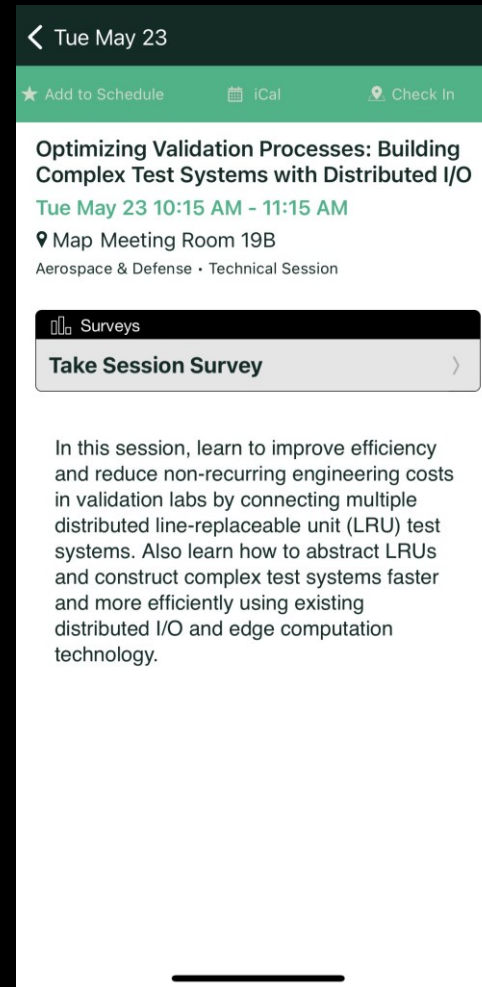 Tue May 23
Add to Schedule iCal Check In
Optimizing Validation Processes: Building
Complex Test Systems with Distributed I/O
Tue May 23 10:15 AM - 11:15 AM
Map Meeting Room 19B
Aerospace & Defense • Technical Session
Surveys
Take Session Survey
In this session, learn to improve efficiency
and reduce non-recurring engineering costs
in validation labs by connecting multiple
distributed line-replaceable unit (LRU) test
systems. Also learn how to abstract LRUs
and construct complex test systems faster
and more efficiently using existing
distributed I/O and edge computation
technology.